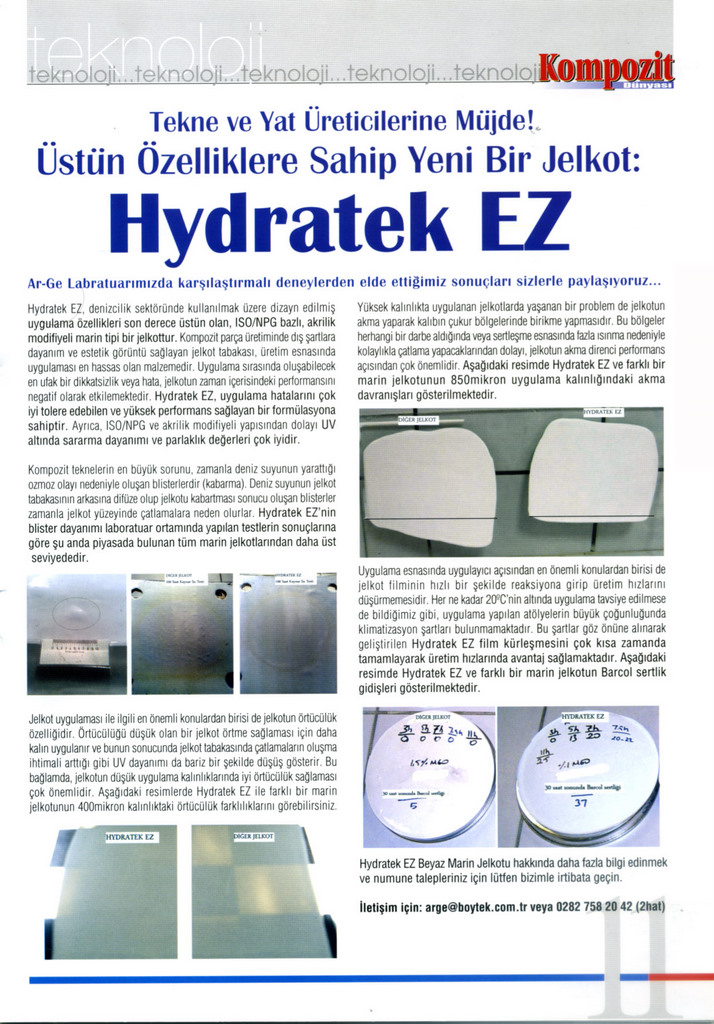 teknoloji
teknoloji...teknoloji...teknoloji...teknoloji...teknoloji
Kompozit
Dünyası
Tekne ve Yat Üreticilerine Müjde!
Üstün Özelliklere Sahip Yeni Bir Jelkot:
Hydratek EZ
Ar-Ge Labratuarımızda karşılaştırmalı deneylerden elde ettiğimiz sonuçları sizlerle paylaşıyoruz...
Hydratek EZ, denizcilik sektöründe kullanılmak üzere dizayn edilmiş
uygulama özellikleri son derece üstün olan, ISO/NPG bazlı, akrilik
modifiyeli marin tipi bir jelkottur. Kompozit parça üretiminde dış şartlara
dayanım ve estetik görüntü sağlayan jelkot tabakası, üretim esnasında
uygulaması en hassas olan malzemedir. Uygulama sırasında oluşabilecek
en ufak bir dikkatsizlik veya hata, jelkotun zaman içerisindeki performansını
negatif olarak etkilemektedir. Hydratek EZ, uygulama hatalarını çok
iyi tolere edebilen ve yüksek performans sağlayan bir formülasyona
sahiptir. Ayrıca, ISO/NPG ve akrilik modifiyeli yapısından dolayı UV
altında sararma dayanımı ve parlaklık değerleri çok iyidir.
Kompozit teknelerin en büyük sorunu, zamanla deniz suyunun yarattığı
ozmoz olayı nedeniyle oluşan blisterlerdir (kabarma). Deniz suyunun jelkot
tabakasının arkasına difüze olup jelkotu kabartması sonucu oluşan blisterler
zamanla jelkot yüzeyinde çatlamalara neden olurlar. Hydratek EZ'nin
blister dayanımı laboratuar ortamında yapılan testlerin sonuçlarına
göre şu anda piyasada bulunan tüm marin jelkotlarından daha üst
seviyededir.
DİĞER JELKOT
HYDRATEK EZ
Jelkot uygulaması ile ilgili en önemli konulardan birisi de jelkotun örtücülük
özelliğidir. Örtücülüğü düşük olan bir jelkot örtme sağlaması için daha
kalın uygulanır ve bunun sonucunda jelkot tabakasında çatlamaların oluşma
ihtimali arttığı gibi UV dayanımı da bariz bir şekilde düşüş gösterir. Bu
bağlamda, jelkotun düşük uygulama kalınlıklarında iyi örtücülük sağlaması
çok önemlidir. Aşağıdaki resimlerde Hydratek EZ ile farklı bir marin
jelkotunun 400mikron kalınlıktaki örtücülük farklılıklarını görebilirsiniz.
HYDRATEK EZ
DİĞER JELKOT
Yüksek kalınlıkta uygulanan jelkotlarda yaşanan bir problem de jelkotun
akma yaparak kalıbın çukur bölgelerinde birikme yapmasıdır. Bu bölgeler
herhangi bir darbe aldığında veya sertleşme esnasında fazla ısınma nedeniyle
kolaylıkla çatlama yapacaklarından dolayı, jelkotun akma direnci performans
açısından çok önemlidir. Aşağıdaki resimde Hydratek EZ ve farklı bir
marin jelkotunun 850mikron uygulama kalınlığındaki akma
davranışları gösterilmektedir.
DİĞER JELKOT
HYDRATEK EZ
Uygulama esnasında uygulayıcı açısından en önemli konulardan birisi de
jelkot filminin hızlı bir şekilde reaksiyona girip üretim hızlarını
düşürmemesidir. Her ne kadar 20ºC'nin altında uygulama tavsiye edilmese
de bildiğimiz gibi, uygulama yapılan atölyelerin büyük çoğunluğunda
klimatizasyon şartları bulunmamaktadır. Bu şartlar göz önüne alınarak
geliştirilen Hydratek EZ film kürleşmesini çok kısa zamanda
tamamlayarak üretim hızlarında avantaj sağlamaktadır. Aşağıdaki
resimde Hydratek EZ ve farklı bir marin jelkotun Barcol sertlik
gidişleri gösterilmektedir.
DİĞER JELKOT
30 saat sonunda Barcol sertliği
5
HYDRATEK EZ
3h 5h 7h 7.5h
0 13 20 20-22
30 saat sonunda Barcol sertliği
37
Hydratek EZ Beyaz Marin Jelkotu hakkında daha fazla bilgi edinmek
ve numune talepleriniz için lütfen bizimle irtibata geçin.
İletişim için: arge@boytek.com.tr veya 0282 758 20 42 (2hat)
11